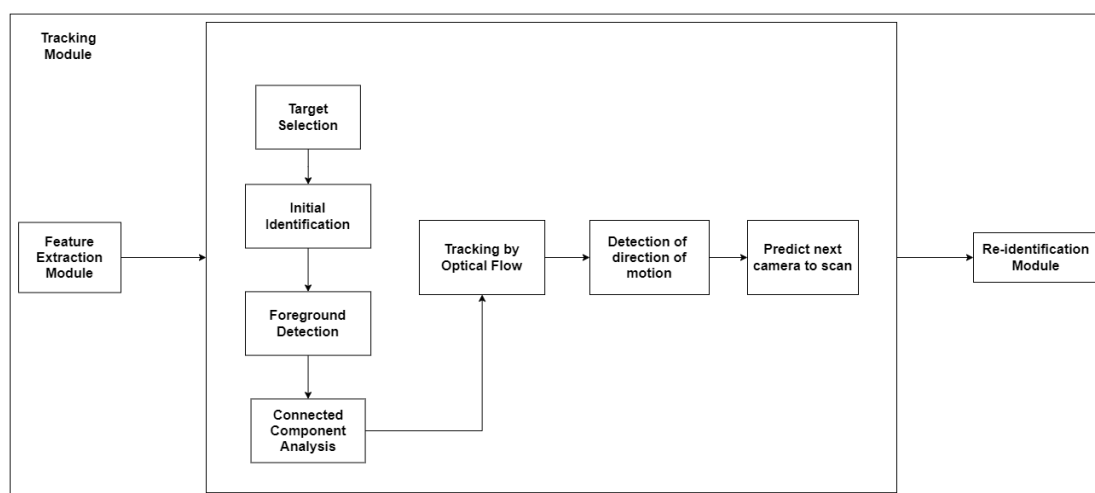 Tracking
Module
Target
Selection
Initial
Identification
Foreground
Detection
Connected
Component
Analysis
Feature
Extraction
Module
Tracking by
Optical Flow
Detection of
direction of
motion
Predict next
camera to scan
Re-identification
Module